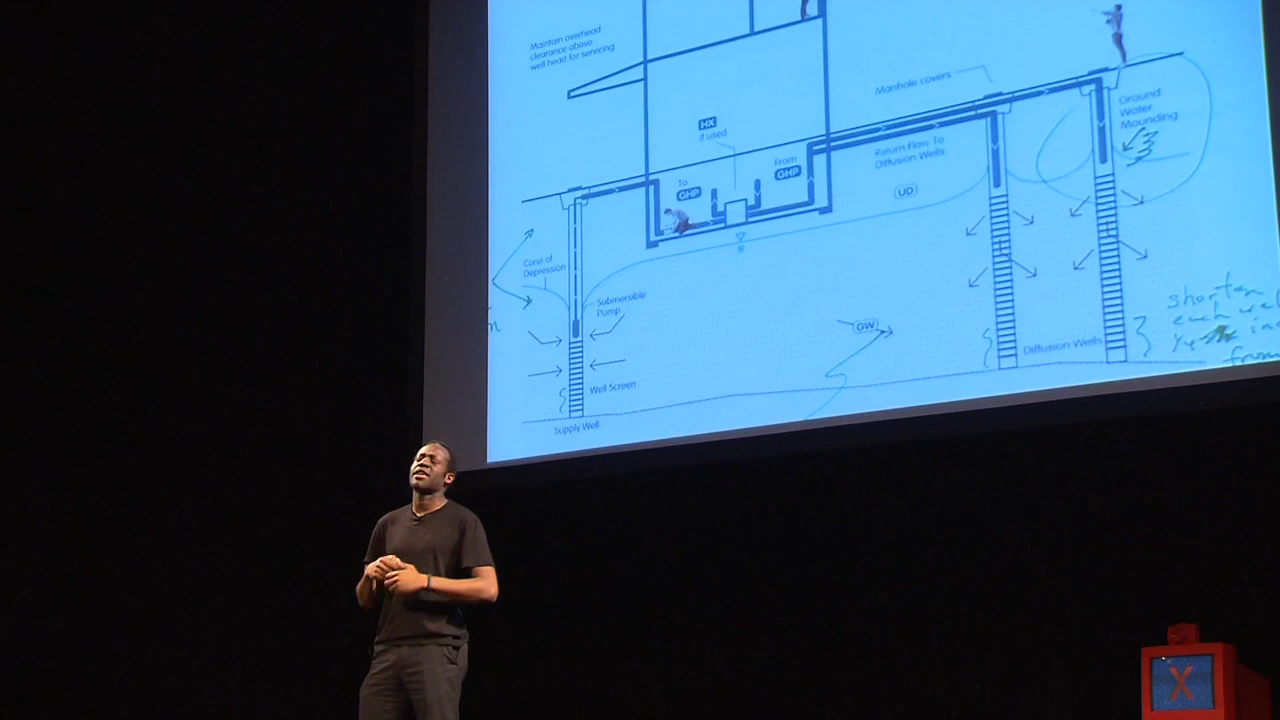 Maintain overhead
clearance above
well head for servicing
Manhole covers
Ground
Water
Mounding
HX
if used
Return Flow To
Diffusion Wells
From
GHP
To
GHP
UD
Cone of
Depression
Submersible
Pump
GW
shorten
each
from
Diffusion Wells
Well Screen
Supply Well
X